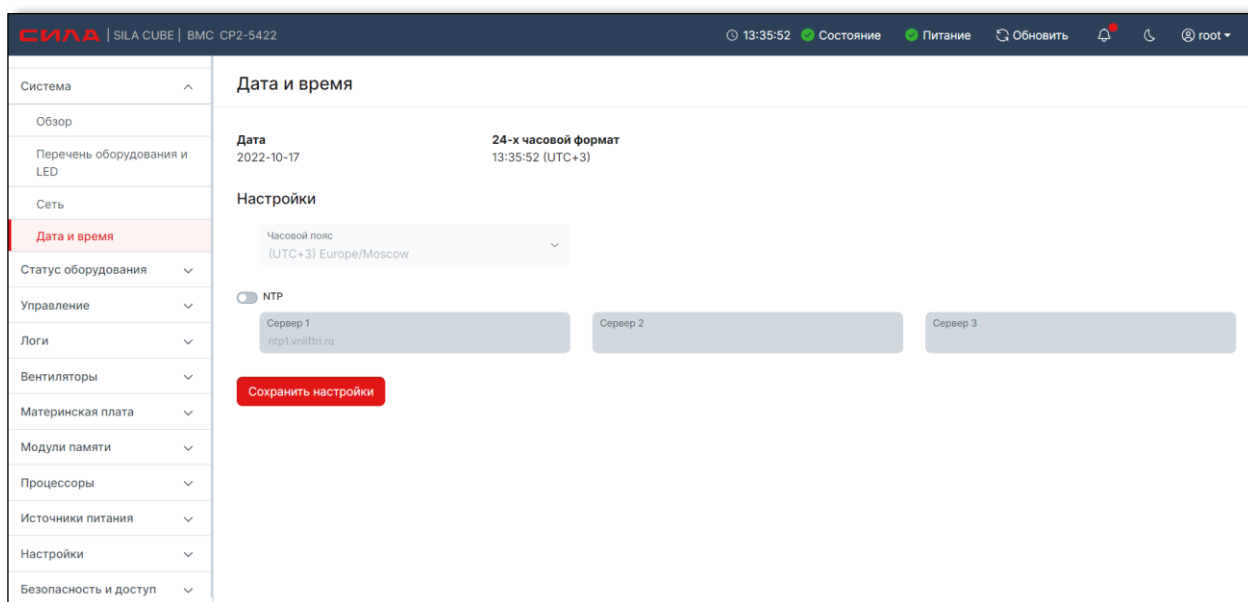 СИЛА | SILA CUBE | BMC CP2-5422
13:35:52 Состояние Питание Обновить root
Система
Обзор
Перечень оборудования и
LED
Сеть
Дата и время
Статус оборудования
Управление
Логи
Вентиляторы
Материнская плата
Модули памяти
Процессоры
Источники питания
Настройки
Безопасность и доступ
Дата и время
Дата
2022-10-17
24-х часовой формат
13:35:52 (UTC+3)
Настройки
Часовой пояс
(UTC+3) Europe/Moscow
NTP
Сервер 1
ntp1.vniiftri.ru
Сервер 2
Сервер 3
Сохранить настройки